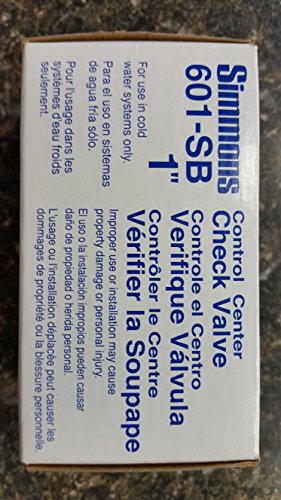 Simmons
601-SB 1"
For use in cold
water systems only.
Para el uso en sistemas
de agua fria sólo.
Pour l'usage dans les
systèmes d'eau froids
seulement.
Control Center
Check Valve
Controle el Centro
Verifique Válvula
Contrôler le Centre
Vérifier la Soupape
Improper use or installation may cause
property damage or personal injury.
El uso o la instalación impropios pueden causar
daño de propiedad o herida personal.
L'usage ou l'installation déplacée peut causer les
dommages de propriété ou la blessure personnelle.